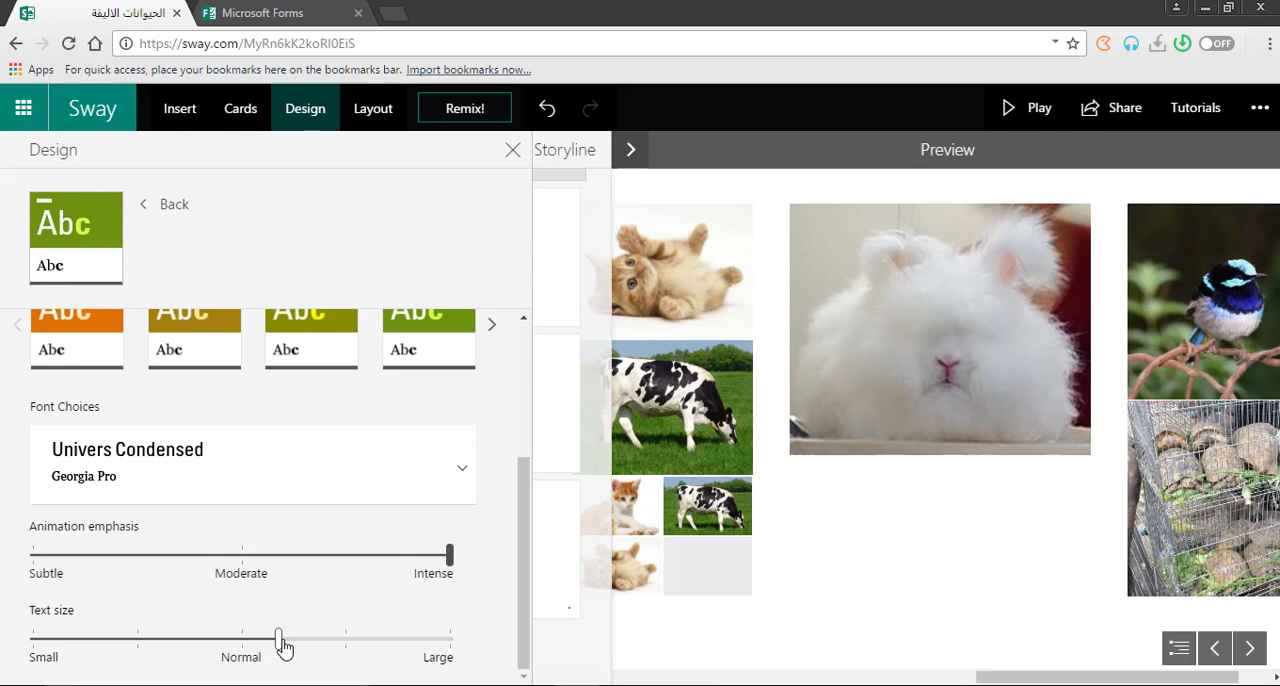 الحيوانات الاليفة
Microsoft Forms
https://sway.com/MyRn6kK2koRI0EiS
OFF
Apps
For quick access, place your bookmarks here on the bookmarks bar. Import bookmarks now...
Sway
Insert
Cards
Design
Layout
Remix!
Play
Share
Tutorials
Design
Storyline
Preview
Abc
Abc
Back
Abc Abc Abc Abc
Abc Abc Abc Abc
Font Choices
Univers Condensed
Georgia Pro
Animation emphasis
Subtle Moderate Intense
Text size
Small Normal Large